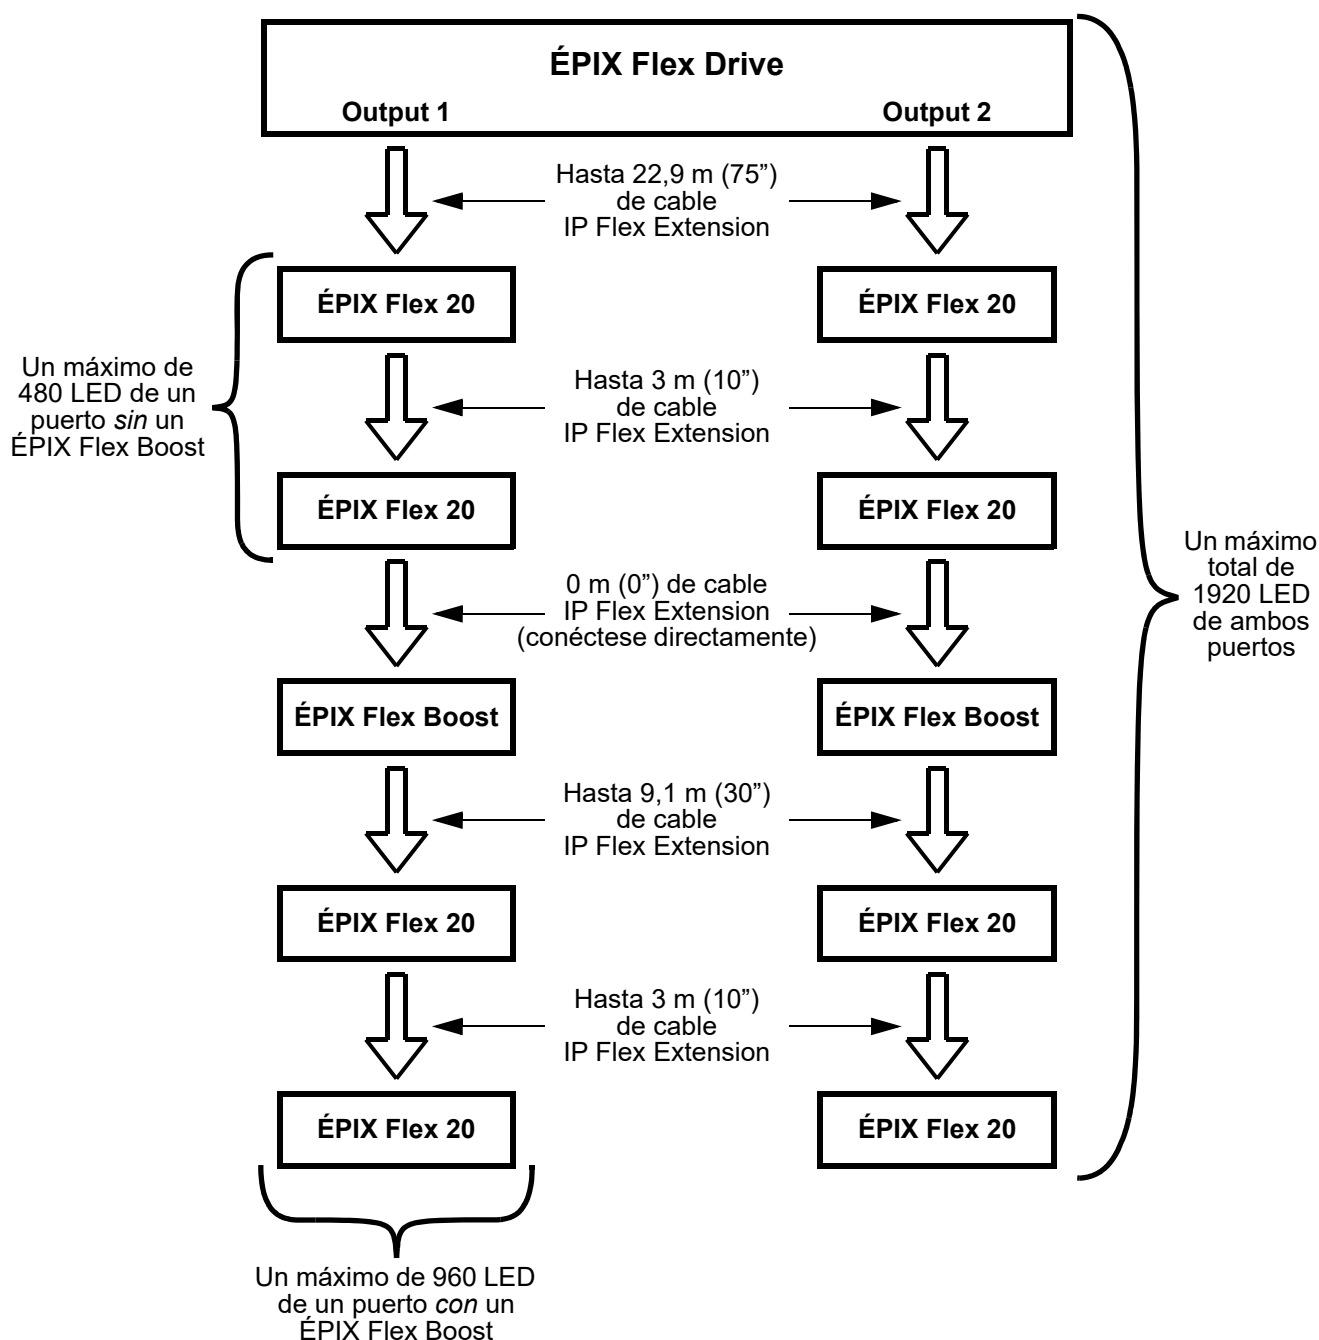 ÉPIX Flex Drive
Output 1
Output 2
Hasta 22,9 m (75”)
de cable
IP Flex Extension
ÉPIX Flex 20
ÉPIX Flex 20
Un máximo de
480 LED de un
puerto sin un
ÉPIX Flex Boost
Hasta 3 m (10”)
de cable
IP Flex Extension
ÉPIX Flex 20
ÉPIX Flex 20
Un máximo
total de
1920 LED
de ambos
puertos
0 m (0”) de cable
IP Flex Extension
(conéctese directamente)
ÉPIX Flex Boost
ÉPIX Flex Boost
Hasta 9,1 m (30”)
de cable
IP Flex Extension
ÉPIX Flex 20
ÉPIX Flex 20
Hasta 3 m (10”)
de cable
IP Flex Extension
ÉPIX Flex 20
ÉPIX Flex 20
Un máximo de 960 LED
de un puerto con un
ÉPIX Flex Boost